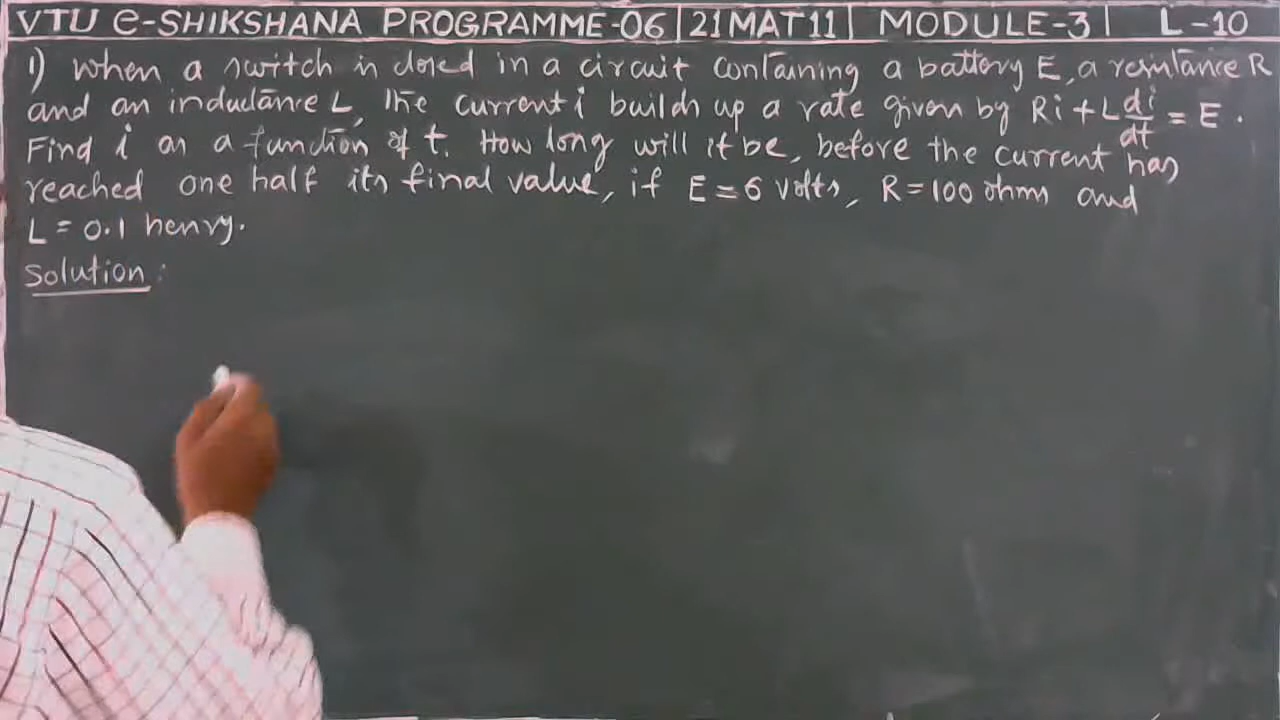 VTU e-SHIKSHANA PROGRAMME-06 | 21MAT11 | MODULE-3 | L-10
1) When a switch is closed in a circuit containing a battery E, a resistance R
and an inductance L, the current i builds up a rate given by Ri + L di/dt = E.
Find i as a function of t. How long will it be, before the current has
reached one half its final value, if E = 6 volts, R = 100 ohms and
L = 0.1 henry.
Solution: